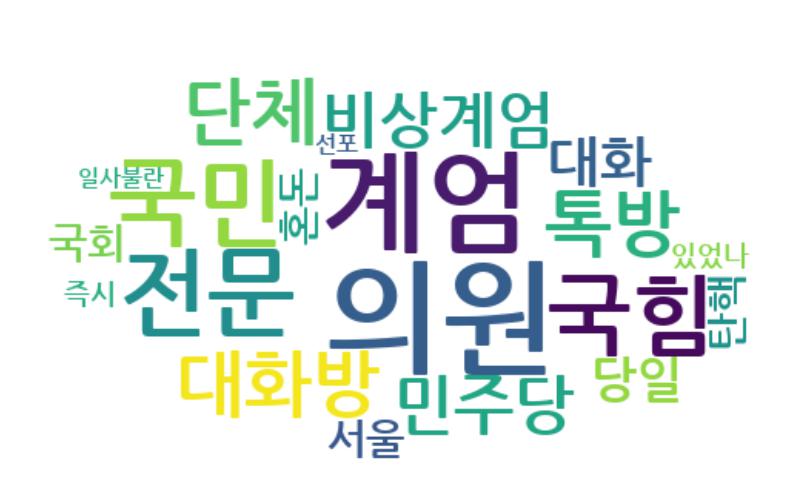 단체
비상계엄
선포
대화
일사불란
국민
혼돈
계엄
톡방
국회
있었나
즉시
전문
의원
국힘
탄핵
대화방
민주당
당일
서울